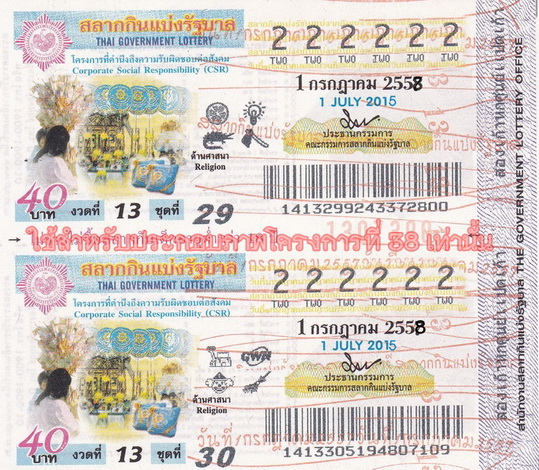 สลากกินแบ่งรัฐบาล
THAI GOVERNMENT LOTTERY
โครงการที่คำนึงถึงความรับผิดชอบต่อสังคม
Corporate Social Responsibility (CSR)
2 2 2 2 2 2
TWO TWO TWO TWO TWO TWO
1 กรกฎาคม 2558
1 JULY 2015
ประธานกรรมการ
คณะกรรมการสลากกินแบ่งรัฐบาล
ด้านศาสนา
Religion
40 บาท งวดที่ 13 ชุดที่ 29
1413299243372800
ใช้สำหรับประกอบภาพโครงการที่ 38 เท่านั้น
สลากกินแบ่งรัฐบาล
THAI GOVERNMENT LOTTERY
โครงการที่คำนึงถึงความรับผิดชอบต่อสังคม
Corporate Social Responsibility (CSR)
2 2 2 2 2 2
TWO TWO TWO TWO TWO TWO
1 กรกฎาคม 2558
1 JULY 2015
ประธานกรรมการ
คณะกรรมการสลากกินแบ่งรัฐบาล
ด้านศาสนา
Religion
40 บาท งวดที่ 13 ชุดที่ 30
1413305194807109
สำนักงานสลากกินแบ่งรัฐบาล THE GOVERNMENT LOTTERY OFFICE